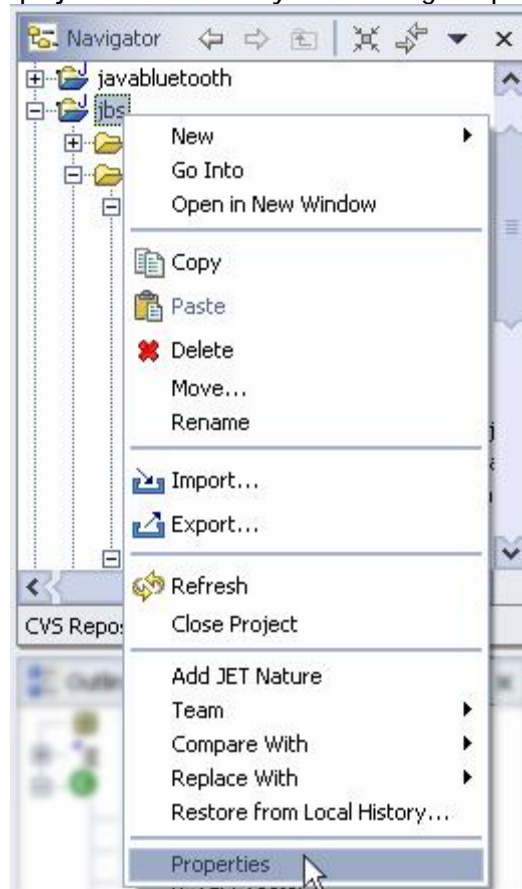 Navigator
javabluetooth
jbs
New
Go Into
Open in New Window
Copy
Paste
Delete
Move...
Rename
Import...
Export...
Refresh
Close Project
CVS Repo
Add JET Nature
Team
Compare With
Replace With
Restore from Local History...
Properties